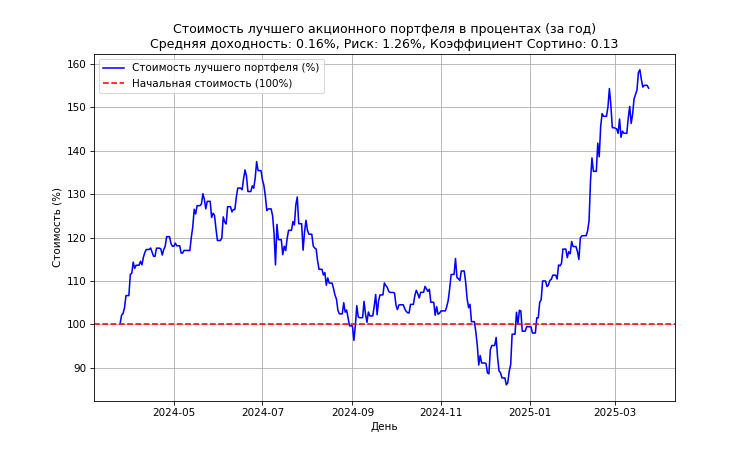 Стоимость лучшего акционного портфеля в процентах (за год)
Средняя доходность: 0.16%, Риск: 1.26%, Коэффициент Сортино: 0.13
Стоимость лучшего портфеля (%)
Начальная стоимость (100%)
Стоимость (%)
160
150
140
130
120
110
100
90
2024-05 2024-07 2024-09 2024-11 2025-01 2025-03
День